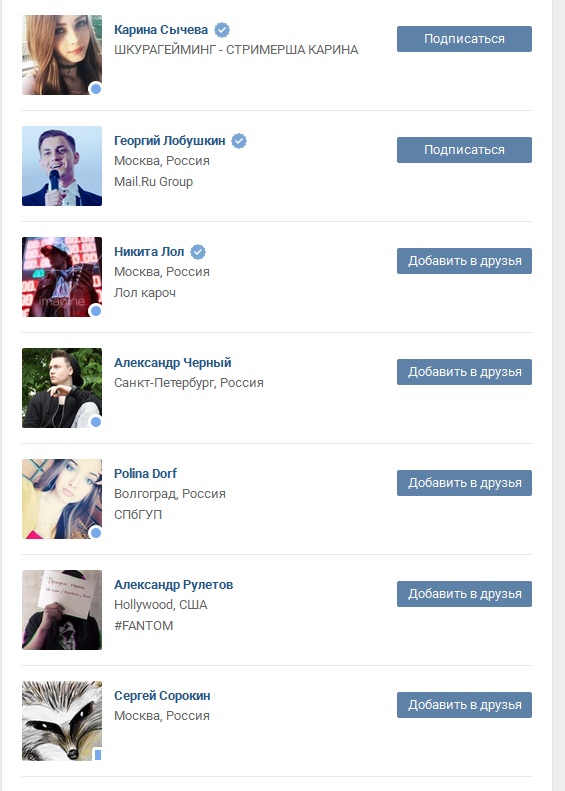 Карина Сычева
ШКУРАГЕЙМИНГ - СТРИМЕРША КАРИНА
Подписаться
Георгий Лобушкин
Москва, Россия
Mail.Ru Group
Подписаться
Никита Лол
Москва, Россия
Лол кароч
Добавить в друзья
imagine
Александр Черный
Санкт-Петербург, Россия
Добавить в друзья
Polina Dorf
Волгоград, Россия
СПбГУП
Добавить в друзья
Александр Рулетов
Hollywood, США
#FANTOM
Добавить в друзья
Сергей Сорокин
Москва, Россия
Добавить в друзья